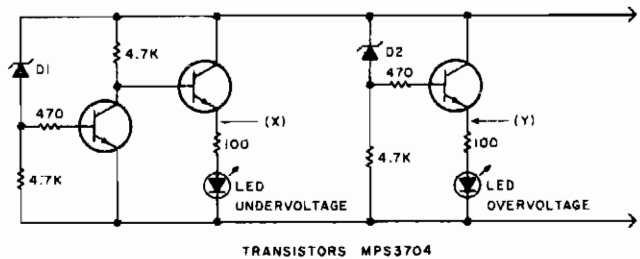 D1
4.7K
470
4.7K
(X)
100
LED
UNDERVOLTAGE
D2
470
4.7K
(Y)
100
LED
OVERVOLTAGE
TRANSISTORS MPS3704